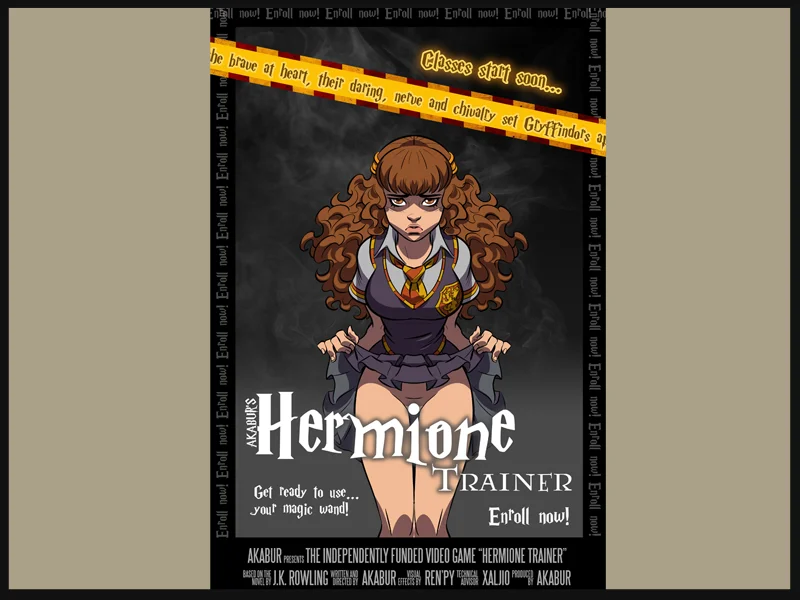 Enroll now! Enroll now! Enroll now! Enroll now! Enroll now! Enroll now!
Classes start soon...
he brave at heart, their daring, nerve and chivalry set Gryffindors ap
AKABUR'S
Hermione
TRAINER
Get ready to use...
your magic wand!
Enroll now!
AKABUR PRESENTS THE INDEPENDENTLY FUNDED VIDEO GAME "HERMIONE TRAINER"
BASED ON THE NOVEL BY J.K. ROWLING WRITTEN AND DIRECTED BY AKABUR VISUAL EFFECTS BY REN'PY TECHNICAL ADVISOR XALJIO PRODUCED BY AKABUR